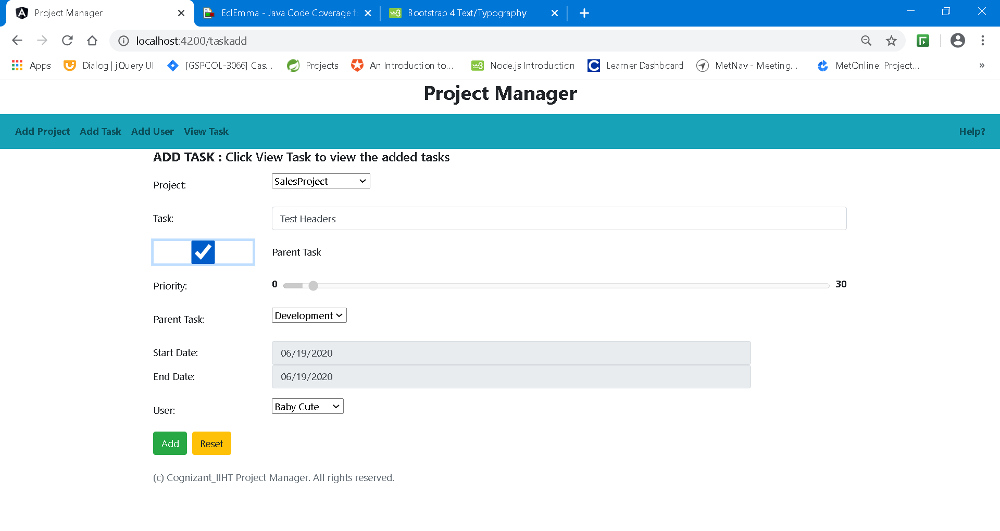 Project Manager
EclEmma - Java Code Coverage f
Bootstrap 4 Text/Typography
localhost:4200/taskadd
Apps
Dialog | jQuery UI
[GSPCOL-3066] Cas...
Projects
An Introduction to...
Node.js Introduction
Learner Dashboard
MetNav - Meeting...
MetOnline: Project...
»
Project Manager
Add Project Add Task Add User View Task Help?
ADD TASK : Click View Task to view the added tasks
Project: SalesProject
Task: Test Headers
Parent Task
Priority: 0 30
Parent Task: Development
Start Date: 06/19/2020
End Date: 06/19/2020
User: Baby Cute
Add Reset
(c) Cognizant_IIHT Project Manager. All rights reserved.